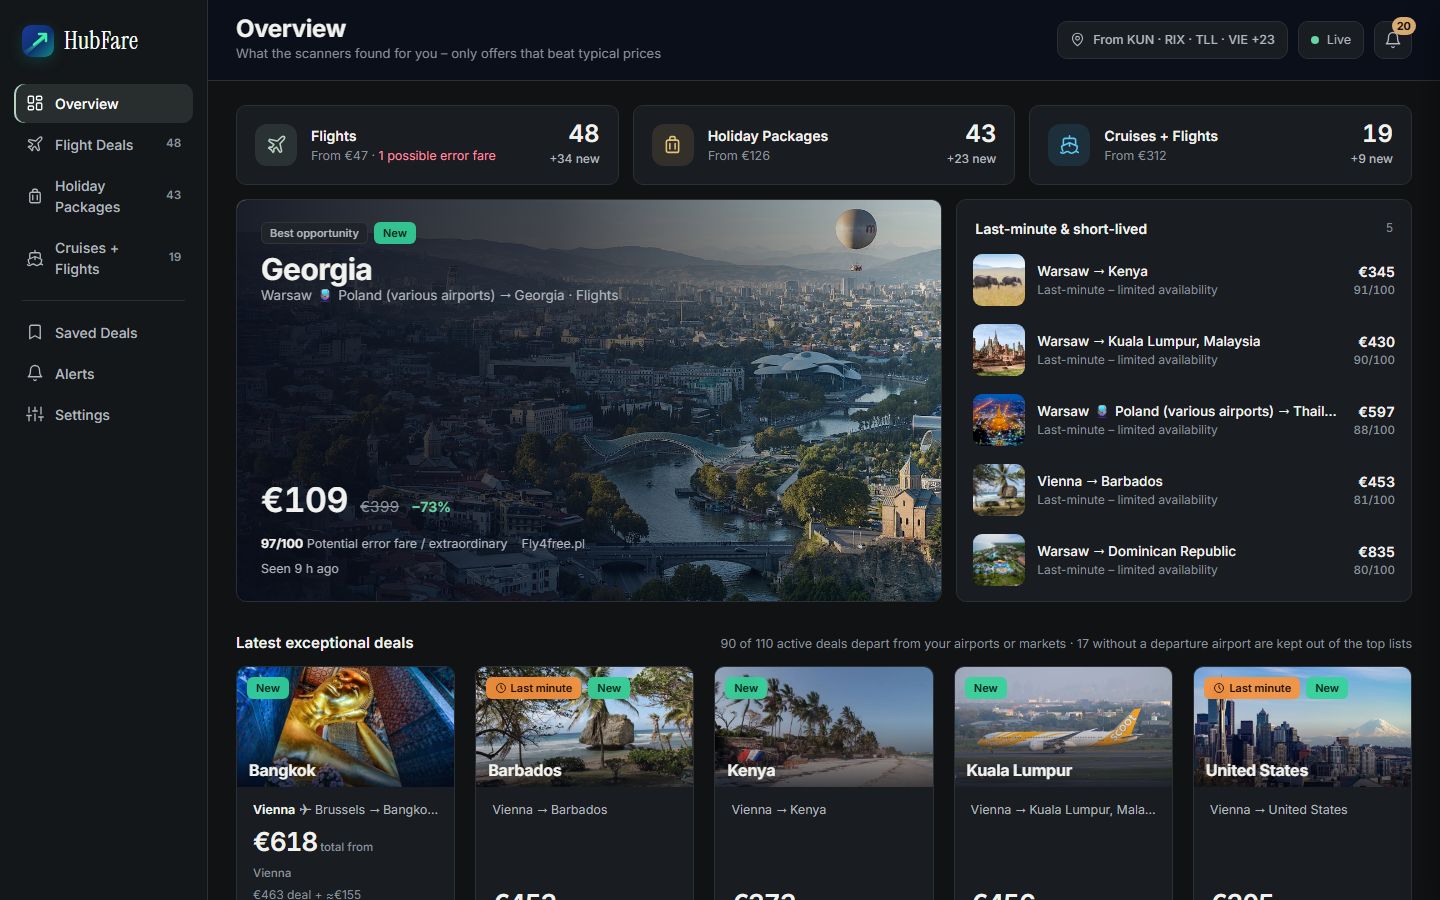 HubFare
Overview
Flight Deals 48
Holiday
Packages 43
Cruises +
Flights 19
Saved Deals
Alerts
Settings
Overview
What the scanners found for you – only offers that beat typical prices
From KUN · RIX · TLL · VIE +23
Live
20
Flights
From €47 · 1 possible error fare
48
+34 new
Holiday Packages
From €126
43
+23 new
Cruises + Flights
From €312
19
+9 new
Best opportunity New
Georgia
Warsaw Poland (various airports) → Georgia · Flights
€109 €399 −73%
97/100 Potential error fare / extraordinary Fly4free.pl
Seen 9 h ago
Last-minute & short-lived 5
Warsaw → Kenya €345
Last-minute – limited availability 91/100
Warsaw → Kuala Lumpur, Malaysia €430
Last-minute – limited availability 90/100
Warsaw Poland (various airports) → Thail... €597
Last-minute – limited availability 88/100
Vienna → Barbados €453
Last-minute – limited availability 81/100
Warsaw → Dominican Republic €835
Last-minute – limited availability 80/100
Latest exceptional deals
90 of 110 active deals depart from your airports or markets · 17 without a departure airport are kept out of the top lists
New
Bangkok
Vienna ✈ Brussels → Bangko...
€618 total from
Vienna
€463 deal + ≈€155
Last minute New
Barbados
Vienna → Barbados
New
Kenya
Vienna → Kenya
New
SCOOT
Kuala Lumpur
Vienna → Kuala Lumpur, Mala...
Last minute New
United States
Vienna → United States